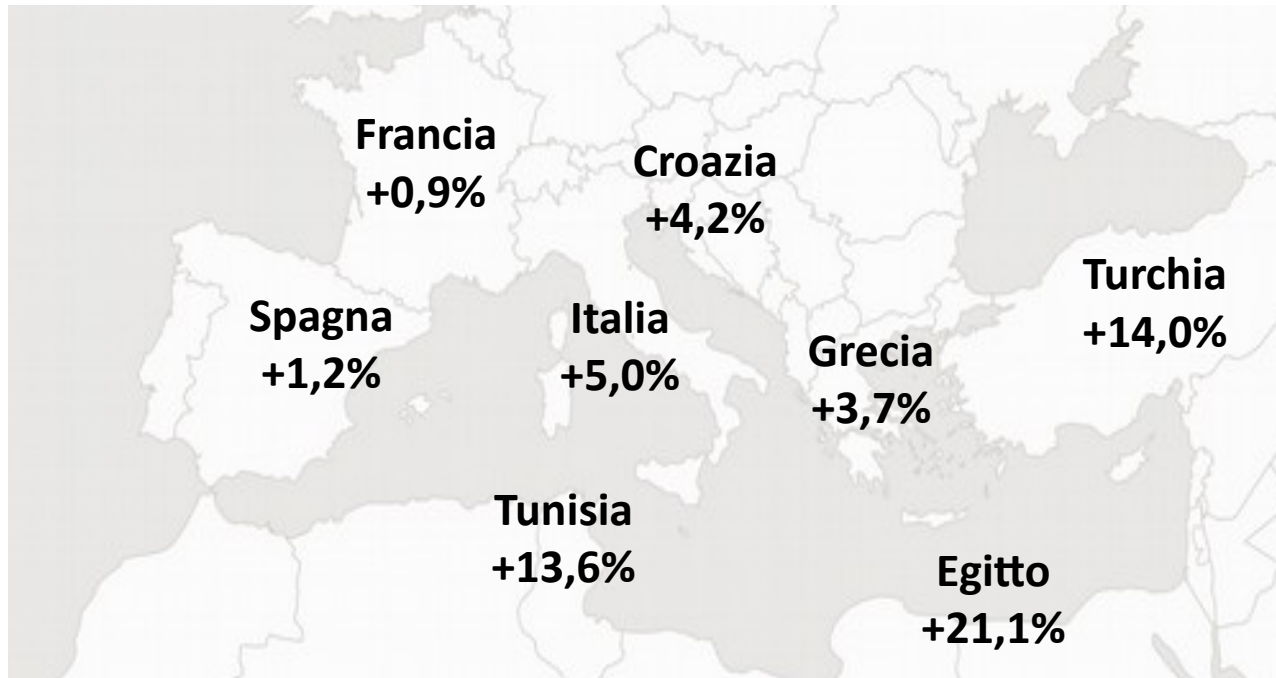 Francia
+0,9%
Croazia
+4,2%
Turchia
+14,0%
Spagna
+1,2%
Italia
+5,0%
Grecia
+3,7%
Tunisia
+13,6%
Egitto
+21,1%